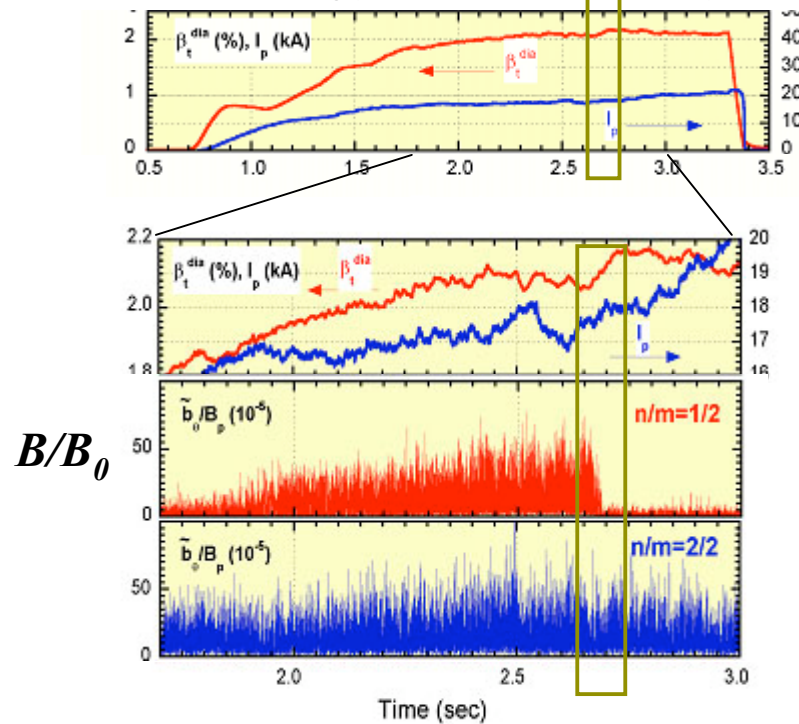 2 β_t^dia (%), I_p (kA) 40
β_t^dia 30
1 20
I_p 10
0 0
0.5 1.0 1.5 2.0 2.5 3.0 3.5
2.2 β_t^dia (%), I_p (kA) β_t^dia 20
19
2.0 18
I_p 17
1.8 16
b̃_θ/B_p (10^-5) n/m=1/2
B/B_0 50
0
b̃_θ/B_p (10^-5) n/m=2/2
50
0
2.0 2.5 3.0
Time (sec)